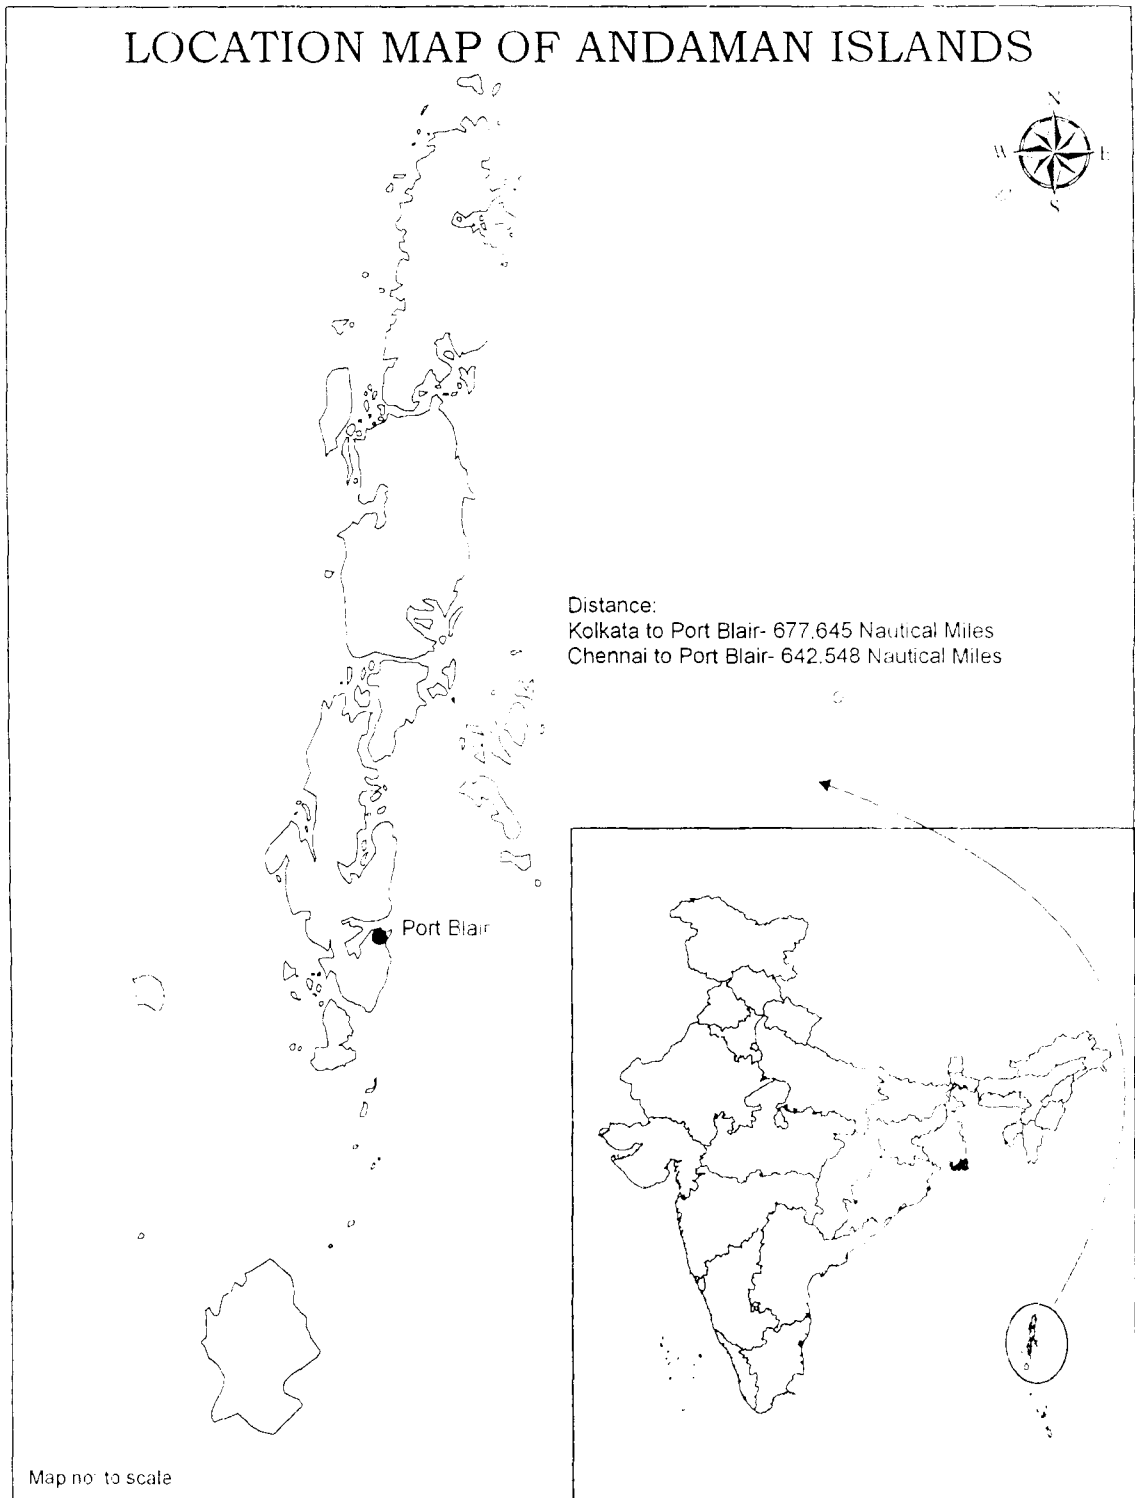 LOCATION MAP OF ANDAMAN ISLANDS
N
W E
S
Distance:
Kolkata to Port Blair- 677.645 Nautical Miles
Chennai to Port Blair- 642.548 Nautical Miles
Port Blair
Map not to scale